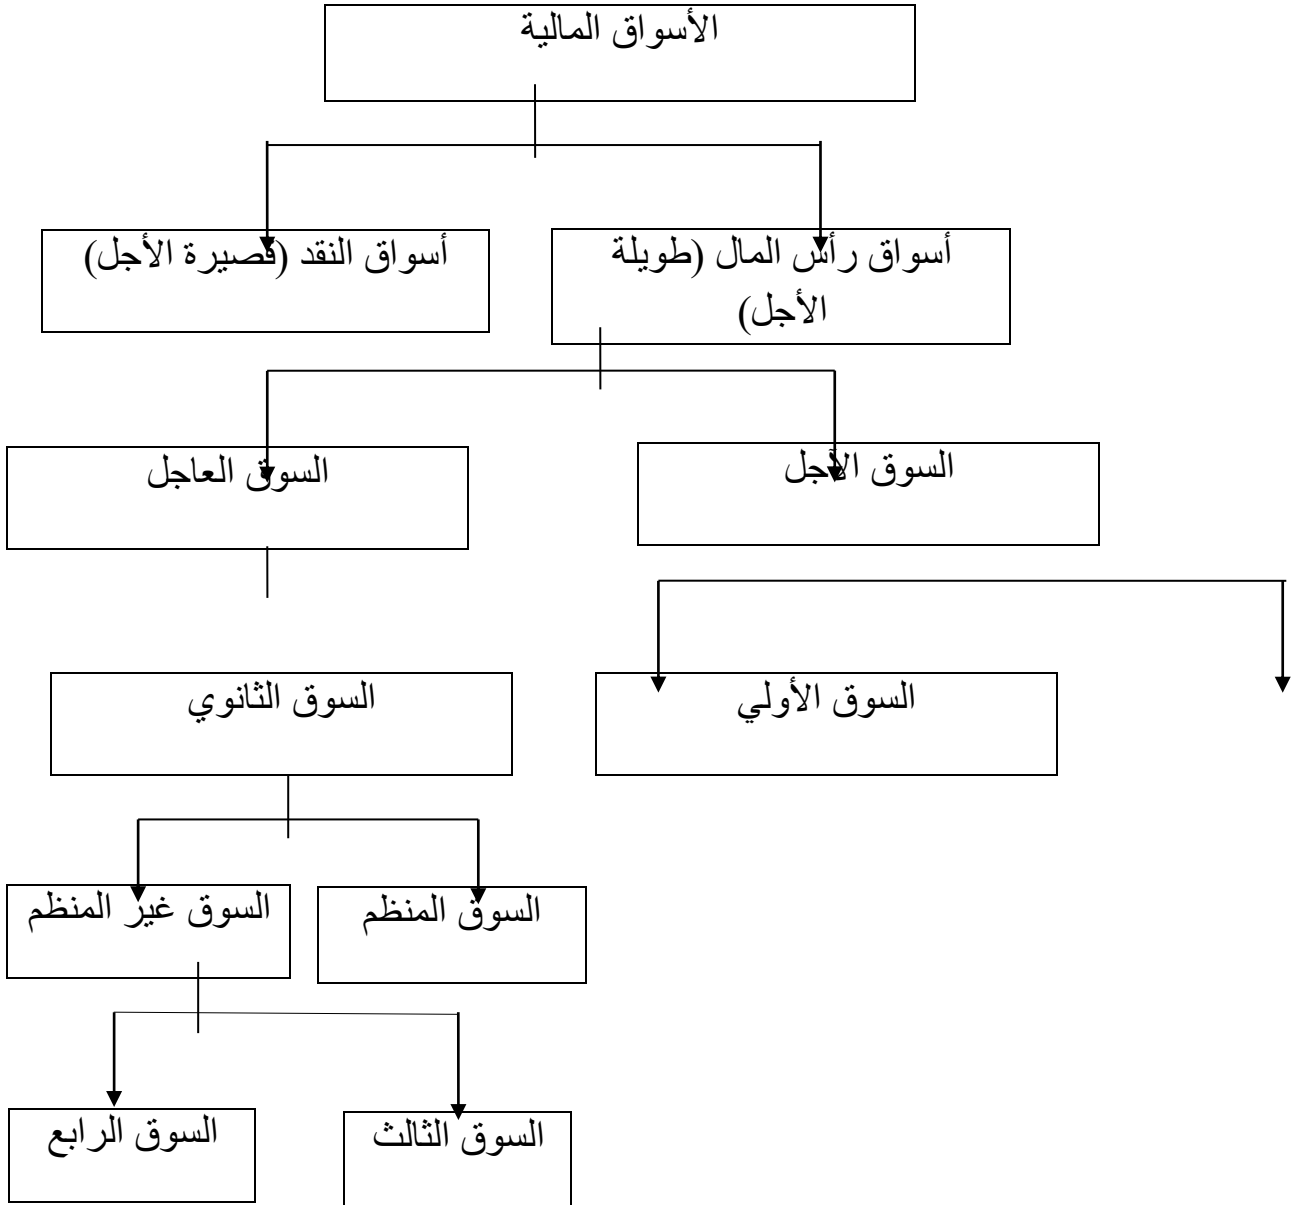 الأسواق المالية
أسواق رأس المال (طويلة
الأجل)
أسواق النقد (قصيرة الأجل)
السوق الآجل
السوق العاجل
السوق الأولي
السوق الثانوي
السوق المنظم
السوق غير المنظم
السوق الثالث
السوق الرابع